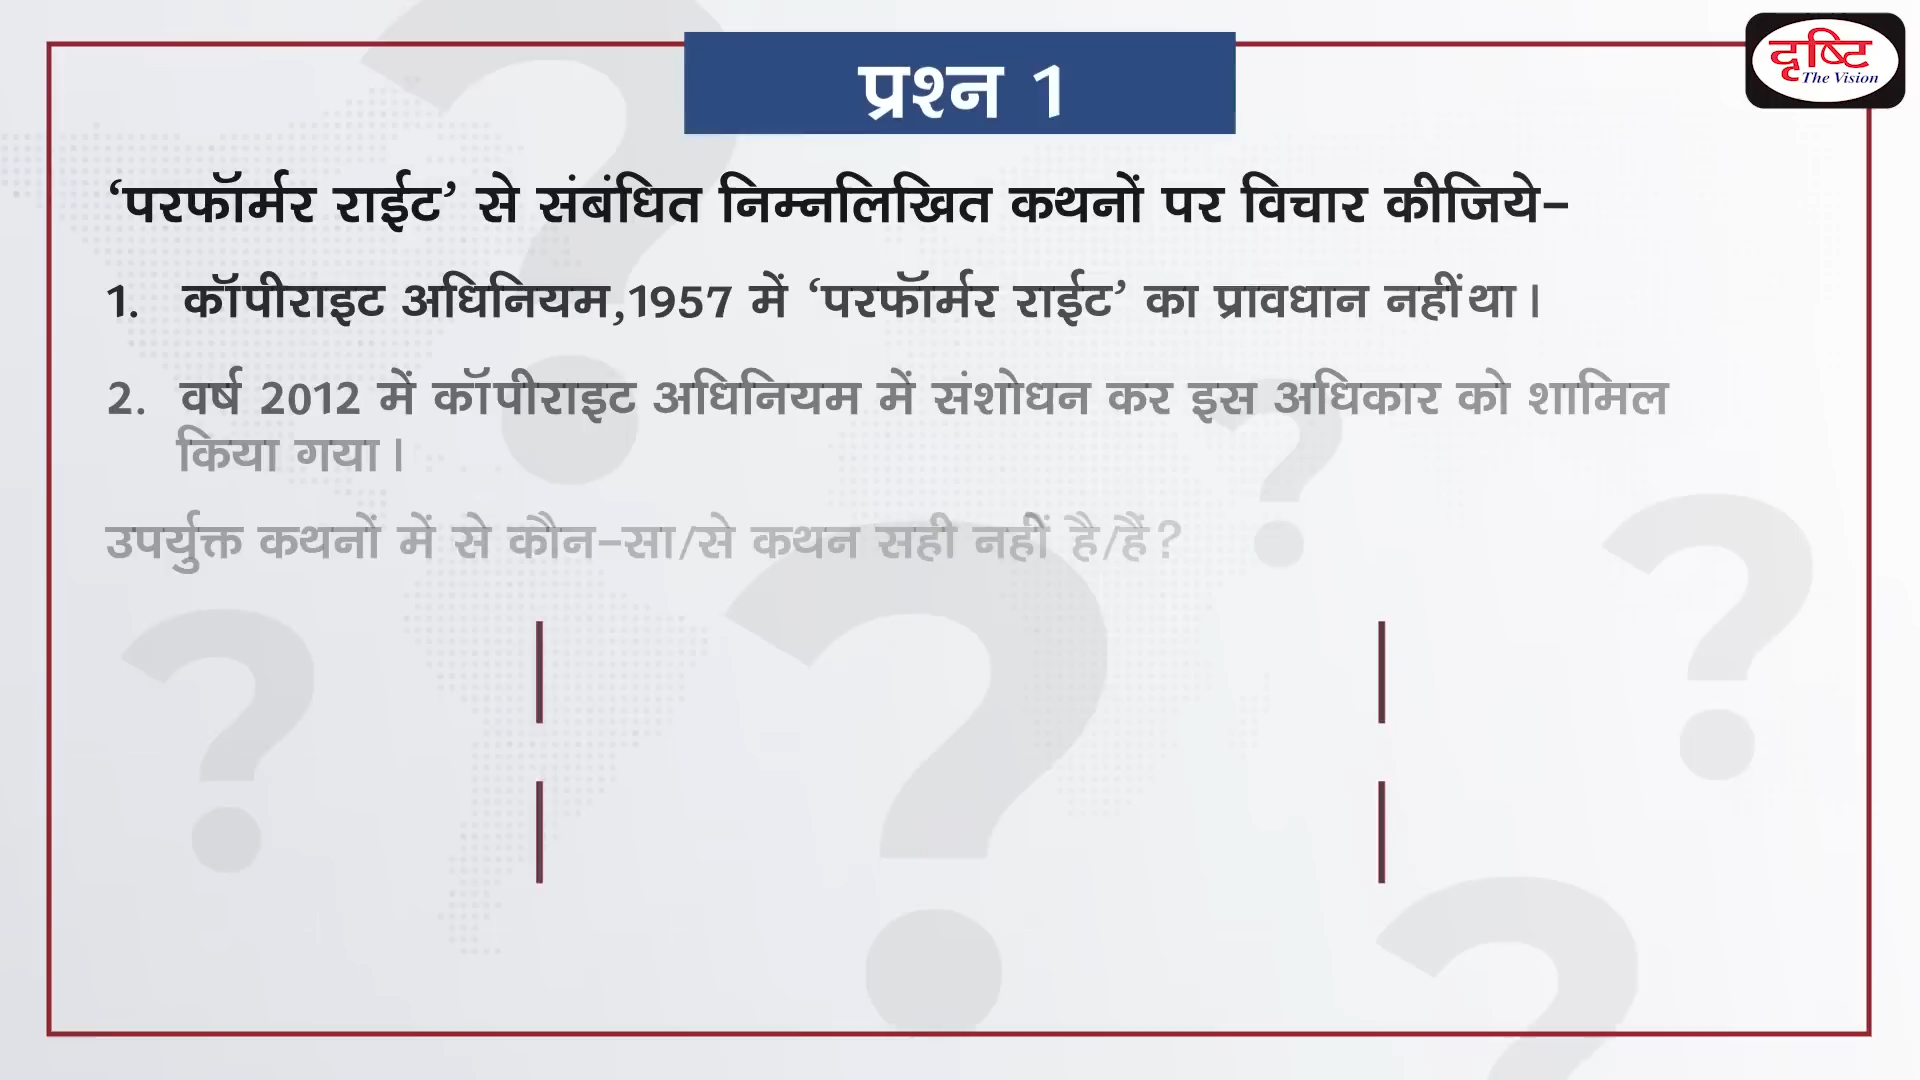 प्रश्न 1
दृष्टि
The Vision
‘परफॉर्मर राईट’ से संबंधित निम्नलिखित कथनों पर विचार कीजिये–
1. कॉपीराइट अधिनियम,1957 में ‘परफॉर्मर राईट’ का प्रावधान नहीं था।
2. वर्ष 2012 में कॉपीराइट अधिनियम में संशोधन कर इस अधिकार को शामिल
किया गया।
उपर्युक्त कथनों में से कौन–सा/से कथन सही नहीं है/हैं?